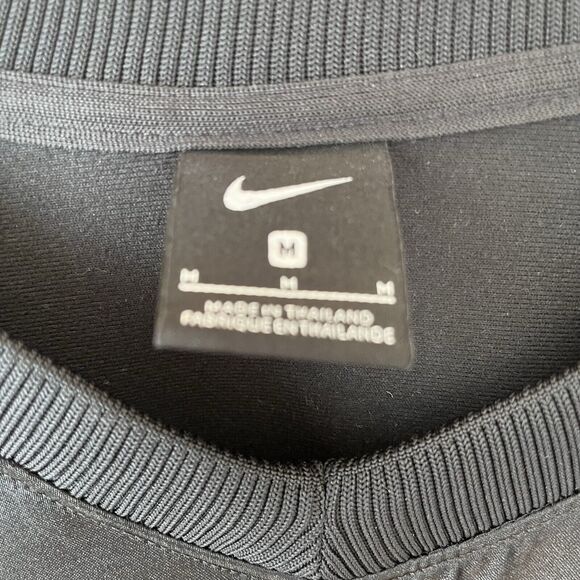 M
M M M
MADE IN THAILAND
FABRIQUE EN THAILANDE